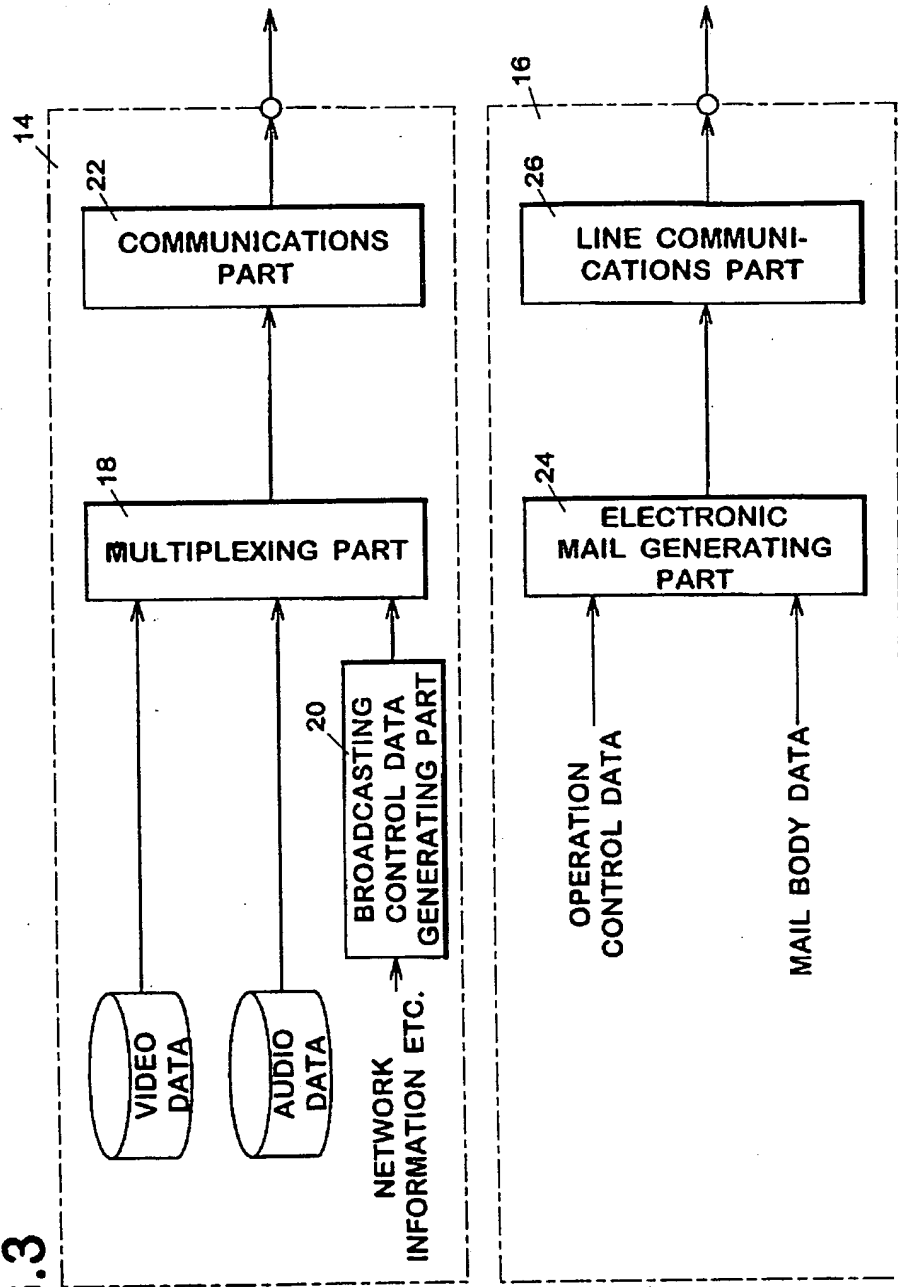 .3
14
VIDEO
DATA
AUDIO
DATA
NETWORK
INFORMATION ETC.
20
BROADCASTING
CONTROL DATA
GENERATING PART
18
MULTIPLEXING PART
22
COMMUNICATIONS
PART
16
OPERATION
CONTROL DATA
MAIL BODY DATA
24
ELECTRONIC
MAIL GENERATING
PART
26
LINE COMMUNI-
CATIONS PART